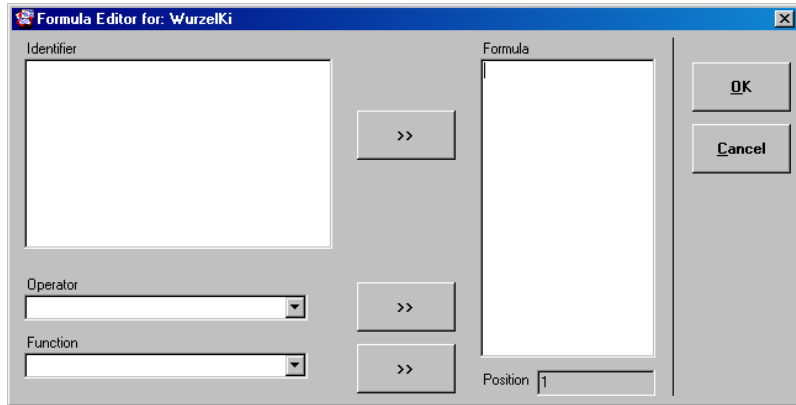 Formula Editor for: WurzelKi
Identifier
Formula
>>
OK
Cancel
Operator
>>
Function
>>
Position 1